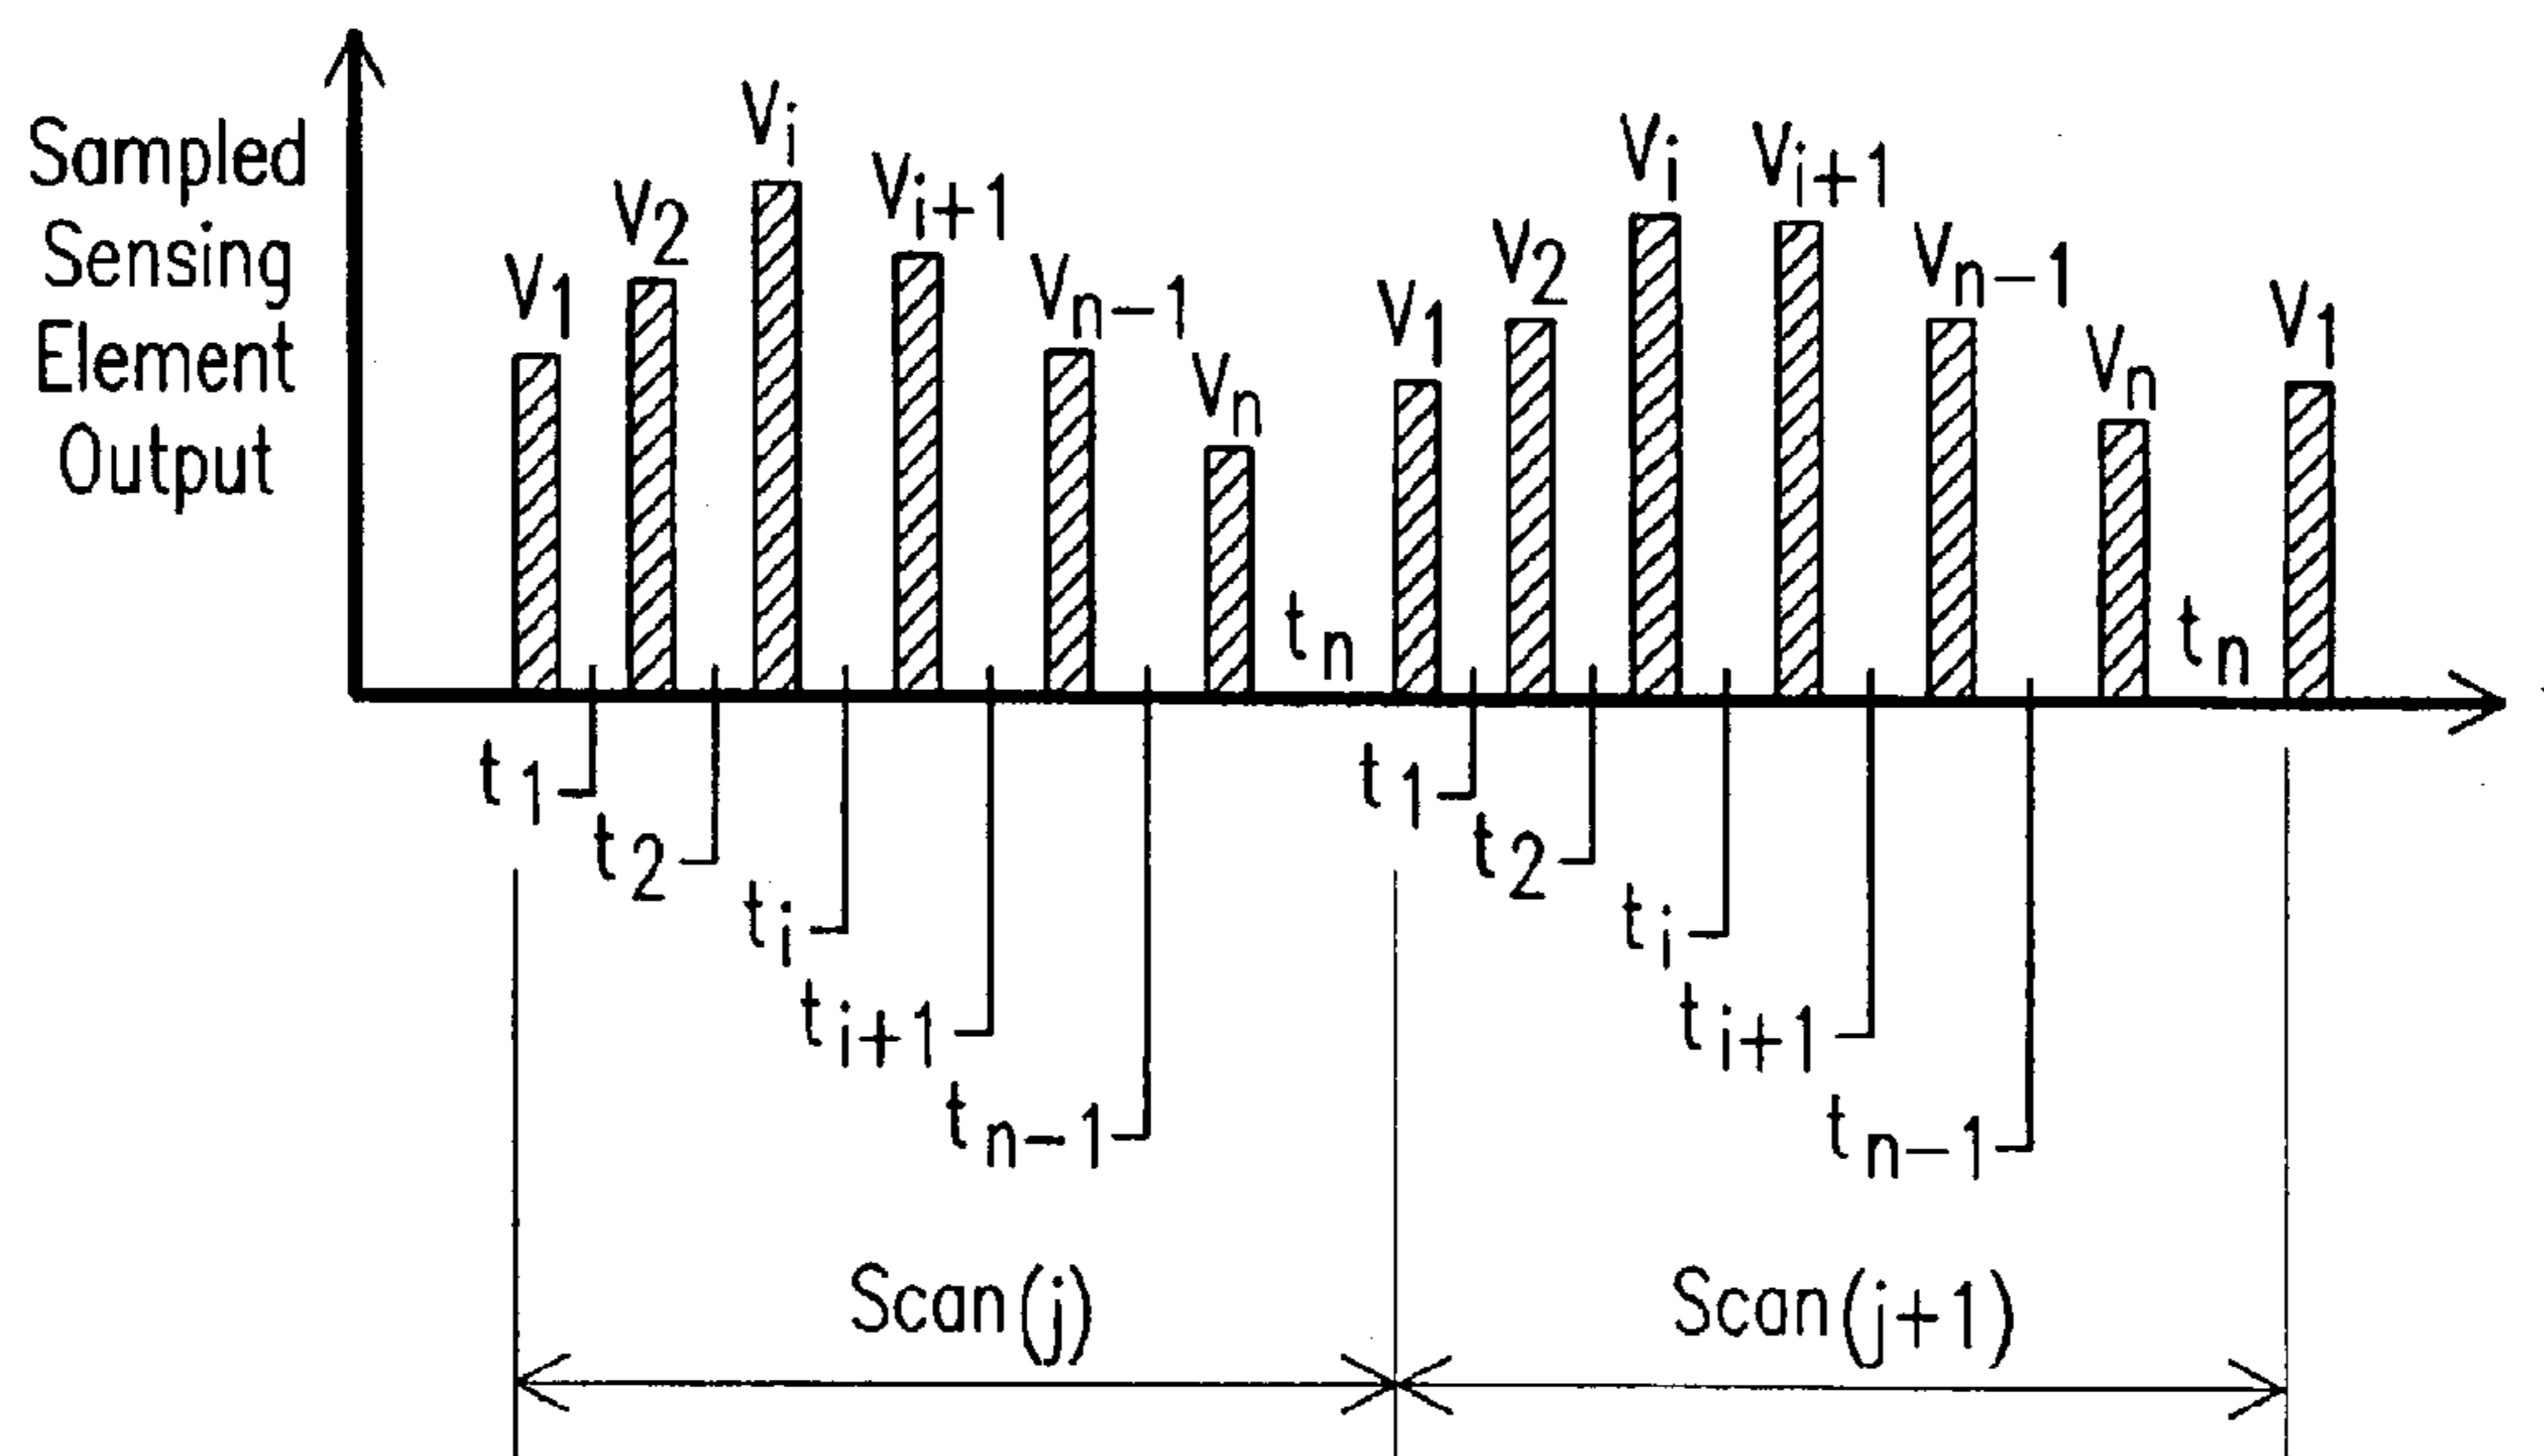 Sampled
Sensing
Element
Output
V1
V2
Vi
Vi+1
Vn-1
Vn
V1
V2
Vi
Vi+1
Vn-1
Vn
V1
tn
tn
t1
t2
ti
ti+1
tn-1
t1
t2
ti
ti+1
tn-1
Scan(j)
Scan(j+1)